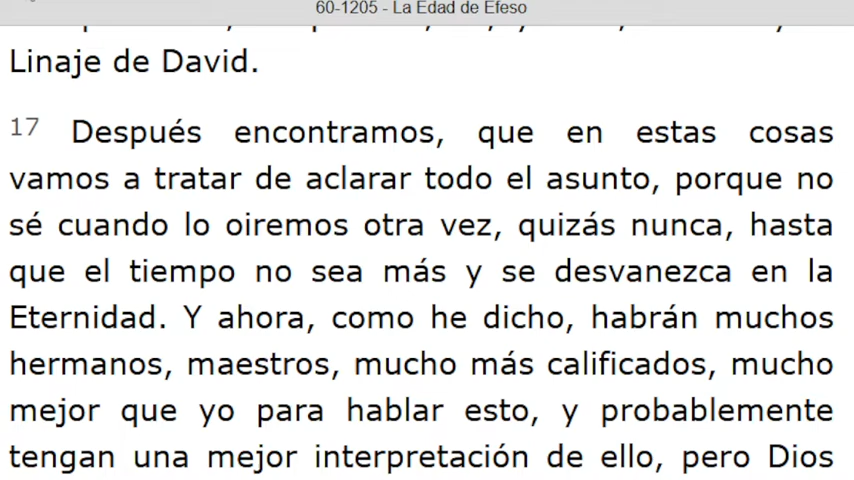 60-1205 - La Edad de Efeso
Linaje de David.
17 Después encontramos, que en estas cosas
vamos a tratar de aclarar todo el asunto, porque no
sé cuando lo oiremos otra vez, quizás nunca, hasta
que el tiempo no sea más y se desvanezca en la
Eternidad. Y ahora, como he dicho, habrán muchos
hermanos, maestros, mucho más calificados, mucho
mejor que yo para hablar esto, y probablemente
tengan una mejor interpretación de ello, pero Dios